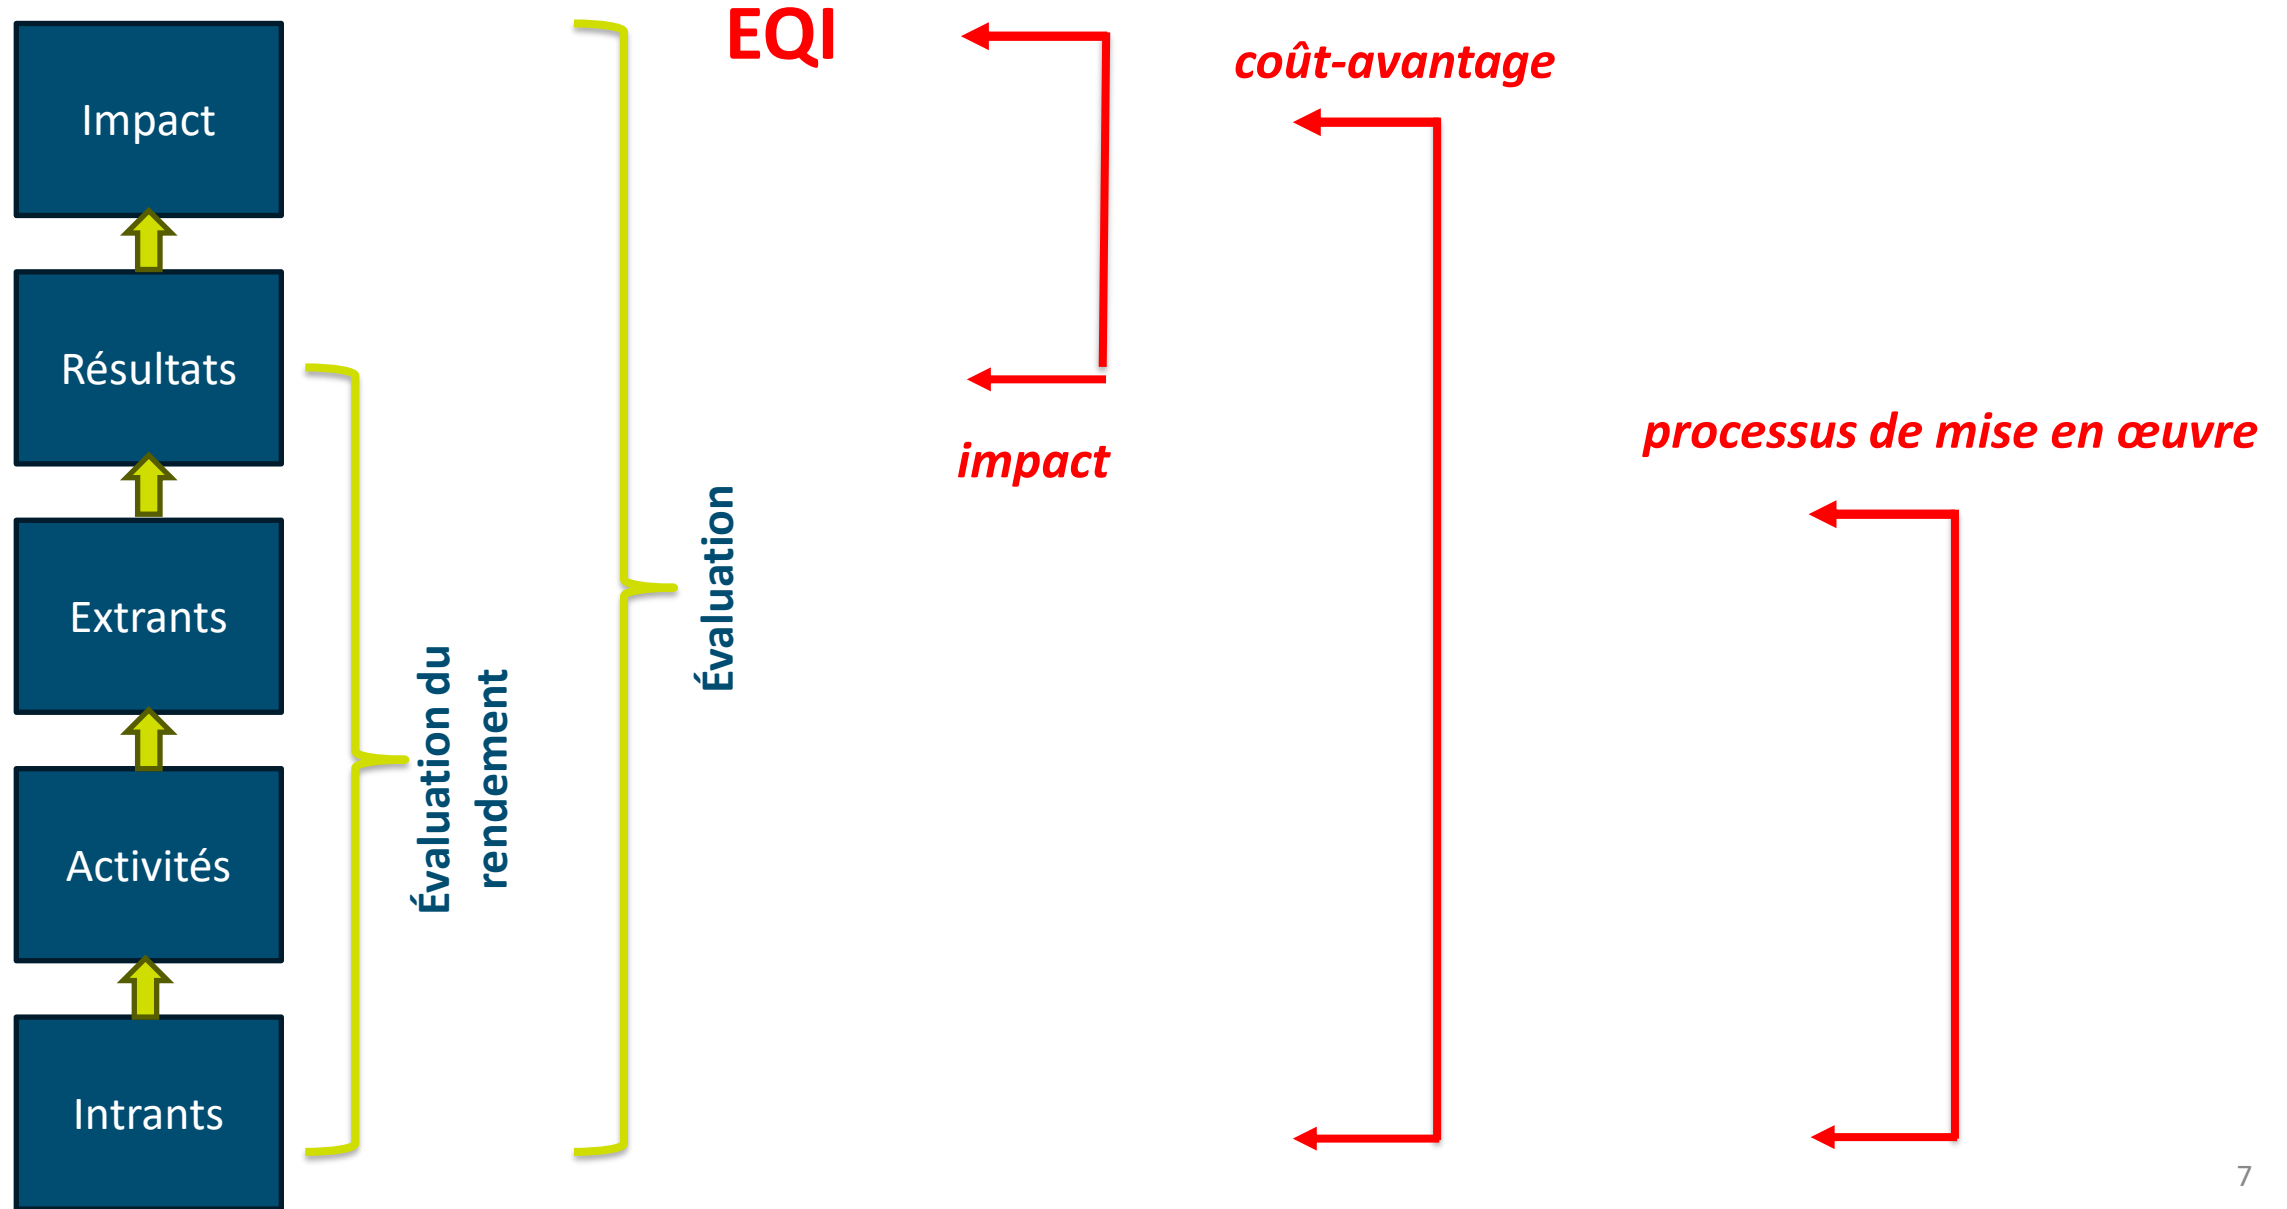 Impact
Résultats
Extrants
Activités
Intrants
Évaluation du
rendement
Évaluation
EQI
impact
coût-avantage
processus de mise en œuvre
7